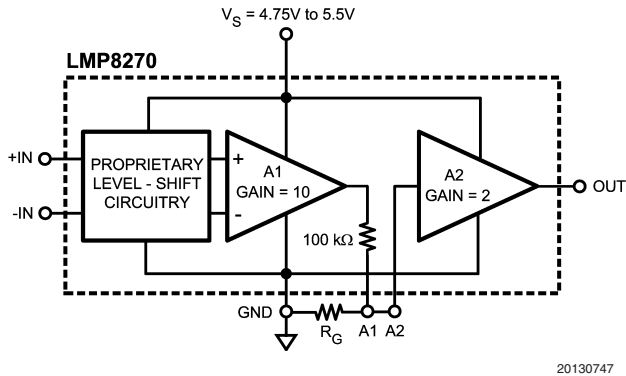 V_S = 4.75V to 5.5V
LMP8270
+IN
-IN
PROPRIETARY
LEVEL - SHIFT
CIRCUITRY
+
-
A1
GAIN = 10
A2
GAIN = 2
OUT
100 kΩ
GND
R_G
A1
A2
20130747